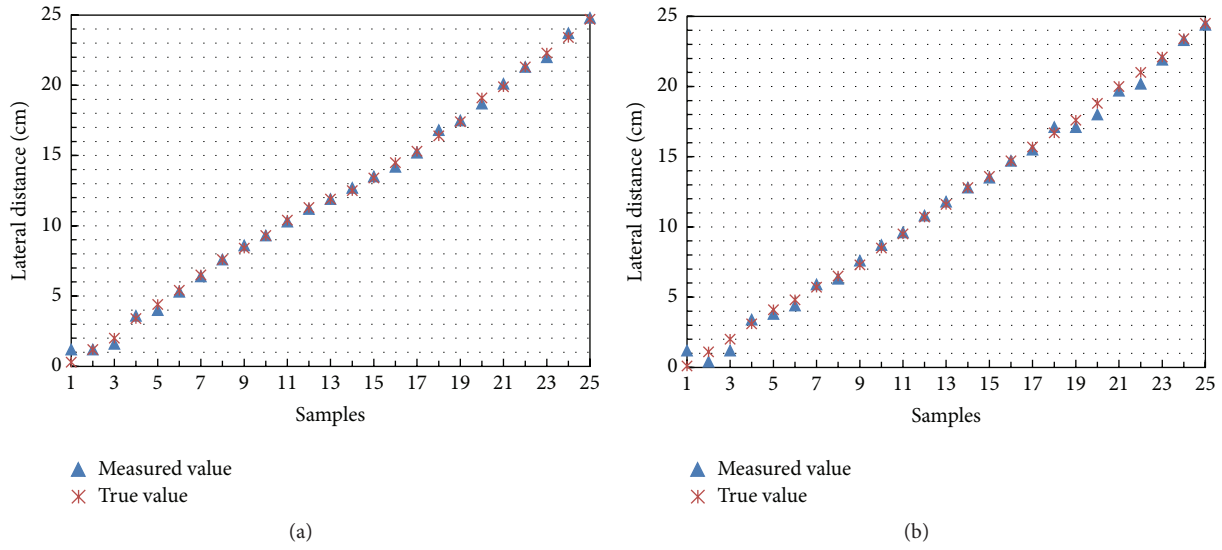 25
20
15
10
5
0
Lateral distance (cm)
1 3 5 7 9 11 13 15 17 19 21 23 25
Samples
Measured value
True value
(a)
25
20
15
10
5
0
Lateral distance (cm)
1 3 5 7 9 11 13 15 17 19 21 23 25
Samples
Measured value
True value
(b)